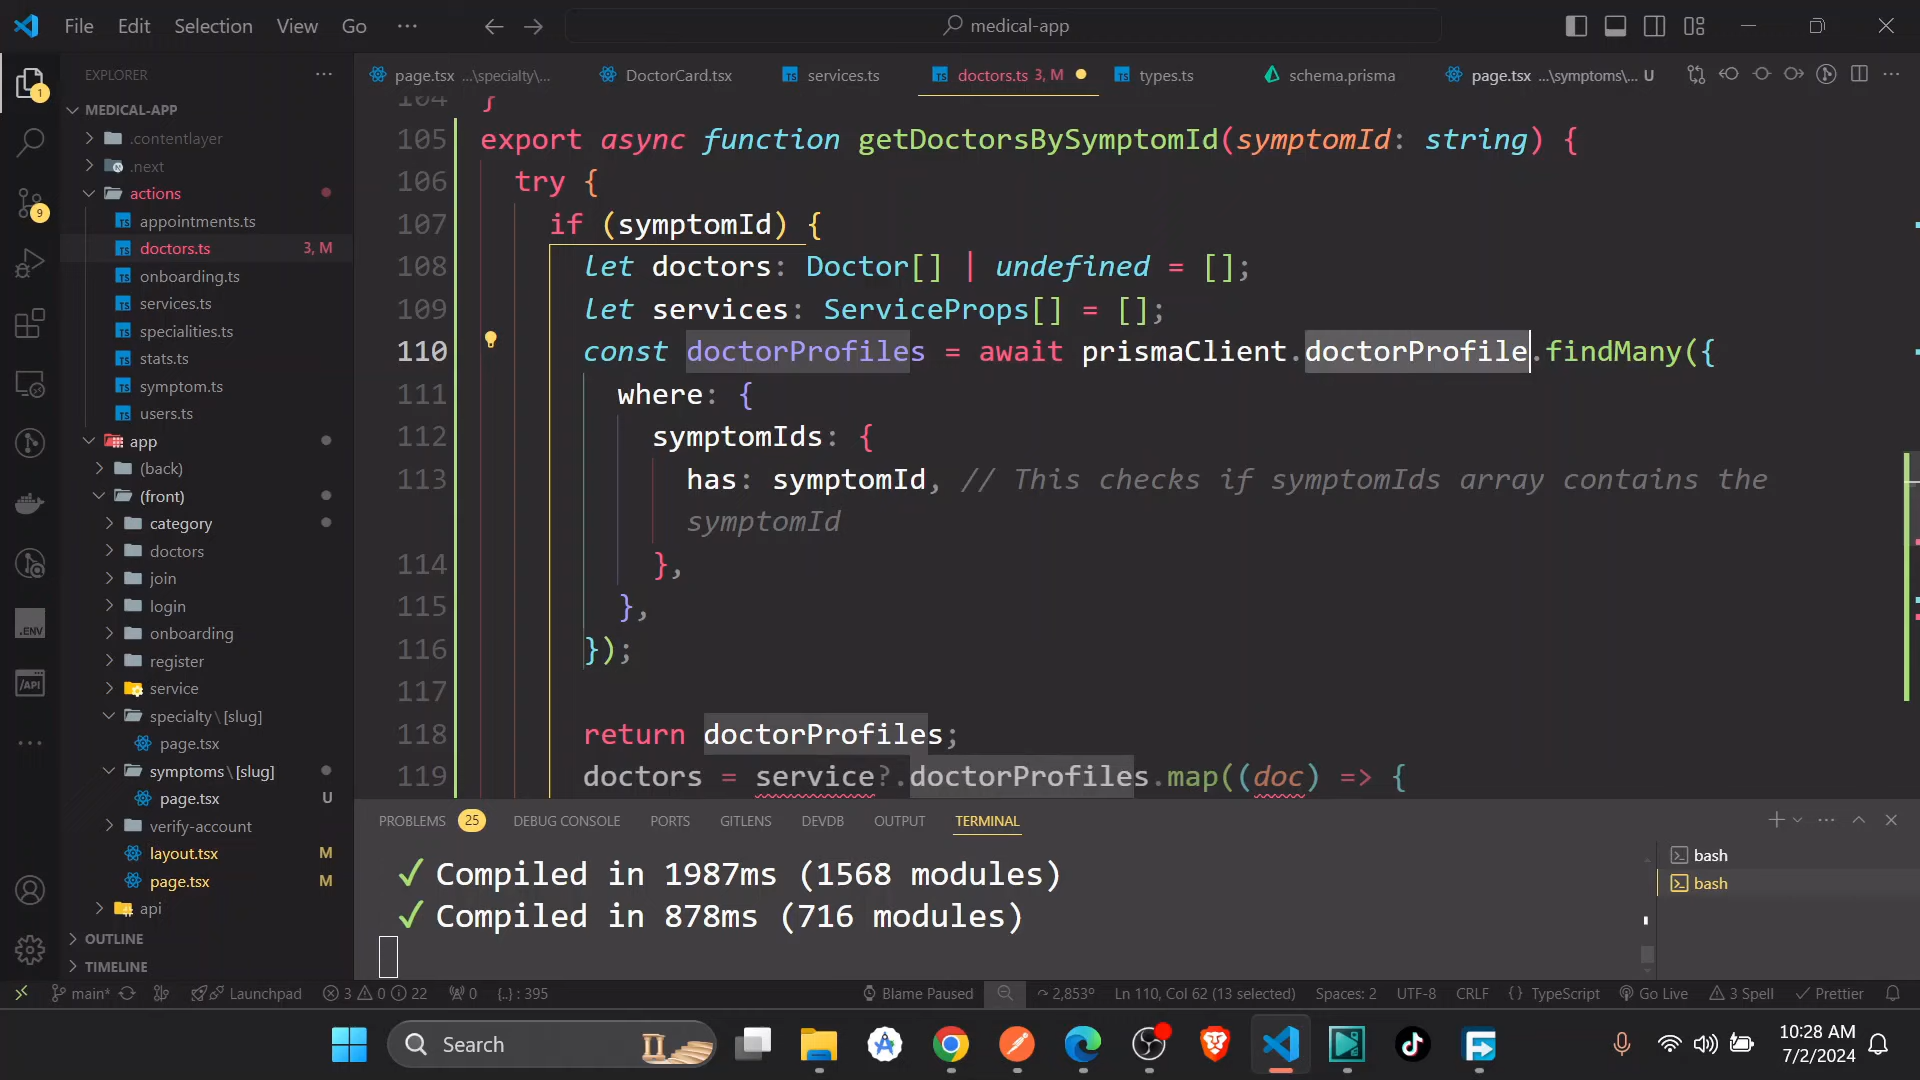 File Edit Selection View Go ··· medical-app
EXPLORER ···
page.tsx ...\specialty\... DoctorCard.tsx services.ts doctors.ts 3, M types.ts schema.prisma page.tsx ...\symptoms\... U ···
MEDICAL-APP
.contentlayer
.next
actions
appointments.ts
doctors.ts 3, M
onboarding.ts
services.ts
specialities.ts
stats.ts
symptom.ts
users.ts
app
(back)
(front)
category
doctors
join
login
onboarding
register
service
specialty\[slug]
page.tsx
symptoms\[slug]
page.tsx U
verify-account
layout.tsx M
page.tsx M
api
OUTLINE
TIMELINE
1
9
.ENV
/API
104 }
105 export async function getDoctorsBySymptomId(symptomId: string) {
106 try {
107 if (symptomId) {
108 let doctors: Doctor[] | undefined = [];
109 let services: ServiceProps[] = [];
110 const doctorProfiles = await prismaClient.doctorProfile.findMany({
111 where: {
112 symptomIds: {
113 has: symptomId, // This checks if symptomIds array contains the
symptomId
114 },
115 },
116 });
117
118 return doctorProfiles;
119 doctors = service?.doctorProfiles.map((doc) => {
PROBLEMS 25 DEBUG CONSOLE PORTS GITLENS DEVDB OUTPUT TERMINAL
✓ Compiled in 1987ms (1568 modules)
✓ Compiled in 878ms (716 modules)
bash
bash
main* Launchpad 3 0 22 0 {..} : 395 Blame Paused 2,853º Ln 110, Col 62 (13 selected) Spaces: 2 UTF-8 CRLF {} TypeScript Go Live 3 Spell Prettier
Search
10:28 AM
7/2/2024